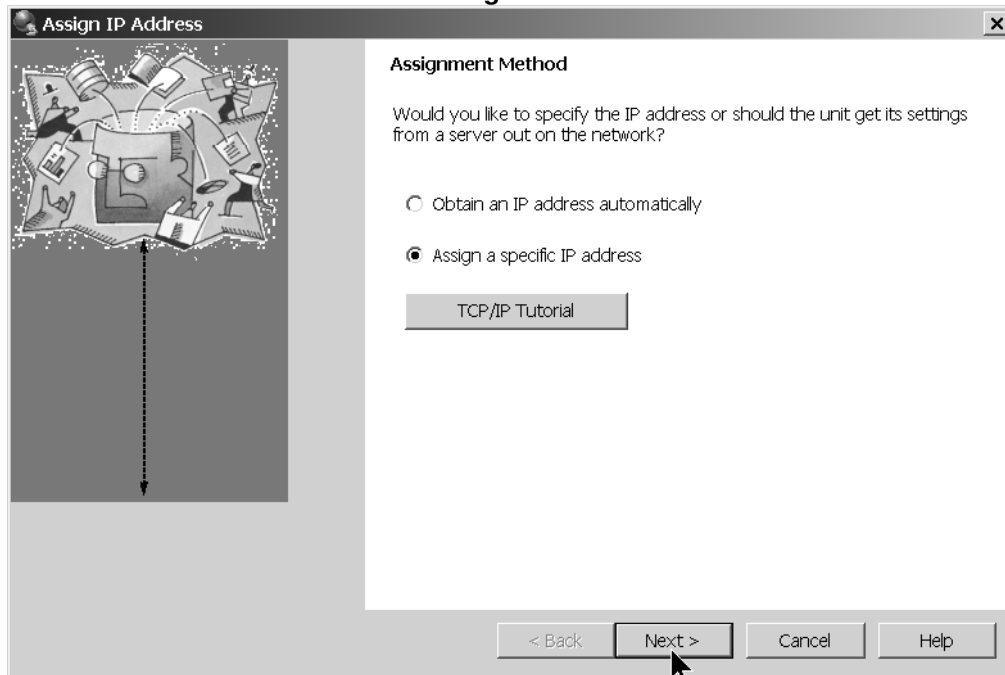 Assign IP Address
Assignment Method
Would you like to specify the IP address or should the unit get its settings
from a server out on the network?
Obtain an IP address automatically
Assign a specific IP address
TCP/IP Tutorial
< Back
Next >
Cancel
Help